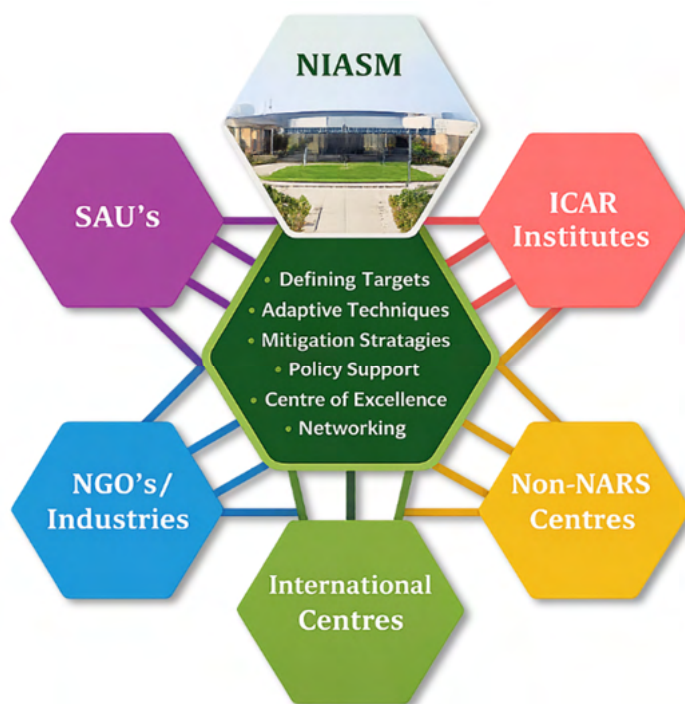 NIASM
SAU's
ICAR
Institutes
• Defining Targets
• Adaptive Techniques
• Mitigation Stratagies
• Policy Support
• Centre of Excellence
• Networking
NGO's/
Industries
Non-NARS
Centres
International
Centres